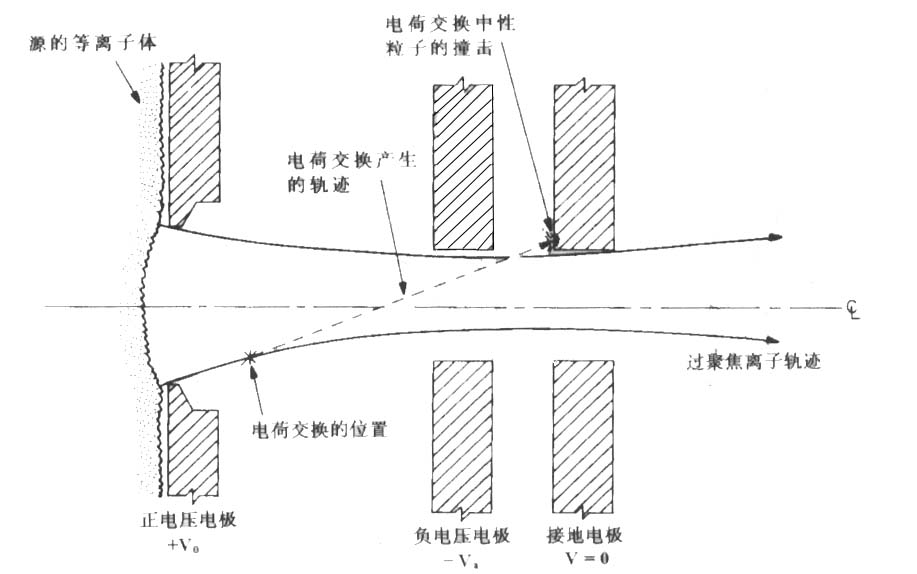 电荷交换中性
粒子的撞击
源的等离子体
电荷交换产生
的轨迹
℄
过聚焦离子轨迹
电荷交换的位置
正电压电极
+V₀
负电压电极
－Vₐ
接地电极
V = 0